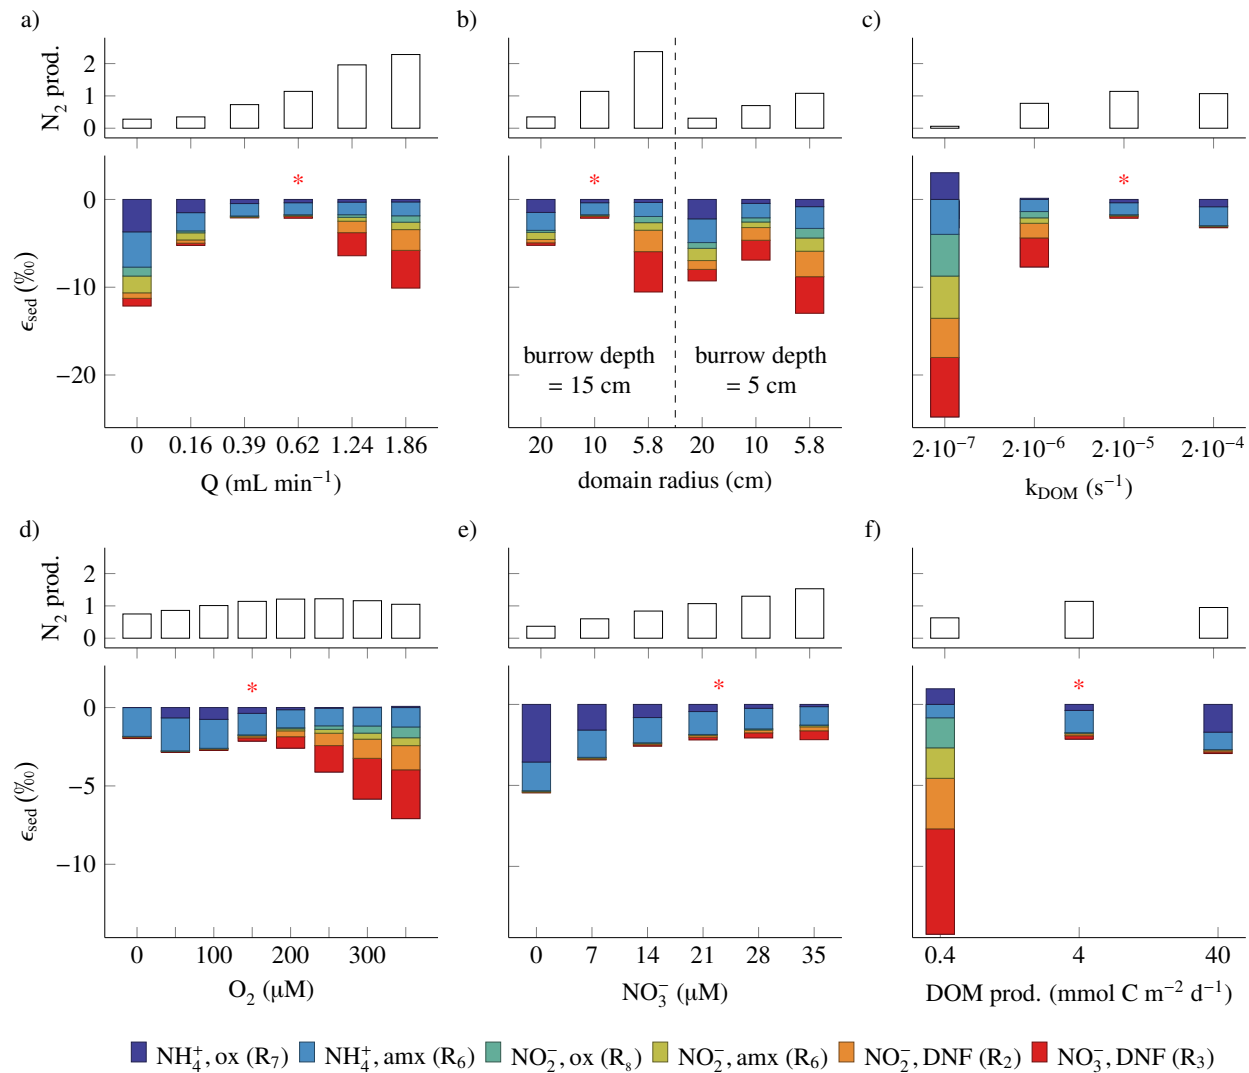 a)
b)
c)
N₂ prod.
2
1
0
*
*
*
ϵsed (‰)
0
−10
−20
burrow depth
= 15 cm
burrow depth
= 5 cm
0 0.16 0.39 0.62 1.24 1.86
Q (mL min⁻¹)
20 10 5.8 20 10 5.8
domain radius (cm)
2·10⁻⁷ 2·10⁻⁶ 2·10⁻⁵ 2·10⁻⁴
kDOM (s⁻¹)
d)
e)
f)
N₂ prod.
2
1
0
*
*
*
ϵsed (‰)
0
−5
−10
0 100 200 300
O₂ (μM)
0 7 14 21 28 35
NO₃⁻ (μM)
0.4 4 40
DOM prod. (mmol C m⁻² d⁻¹)
NH₄⁺, ox (R₇) NH₄⁺, amx (R₆) NO₂⁻, ox (R₈) NO₂⁻, amx (R₆) NO₂⁻, DNF (R₂) NO₃⁻, DNF (R₃)